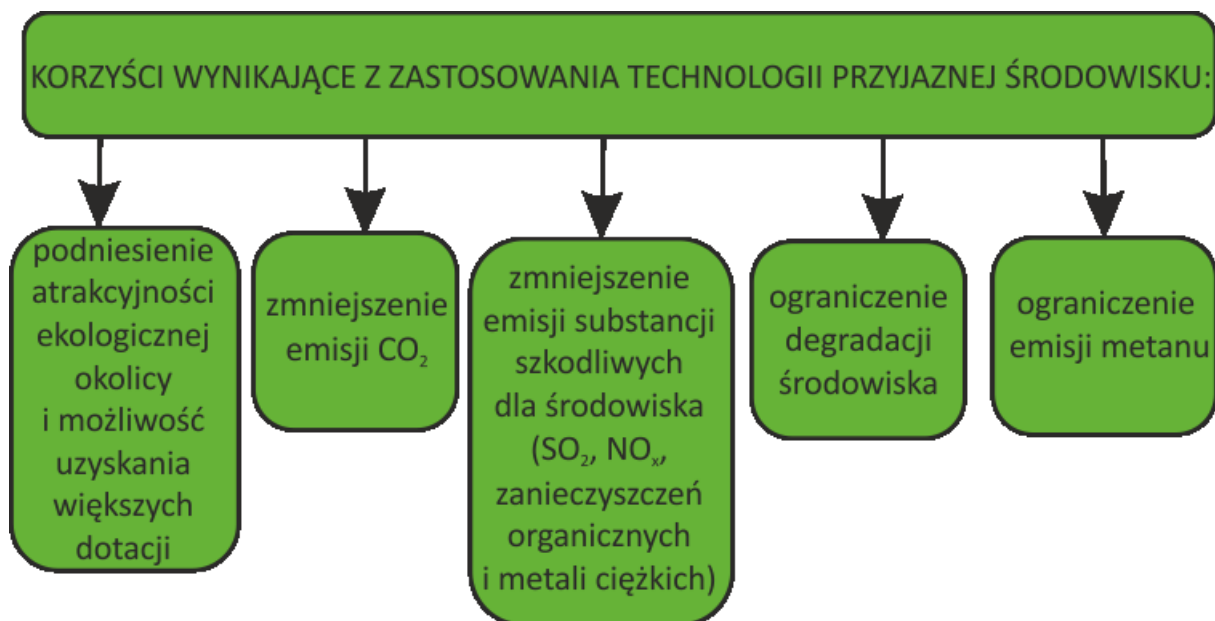 KORZYŚCI WYNIKAJĄCE Z ZASTOSOWANIA TECHNOLOGII PRZYJAZNEJ ŚRODOWISKU:
podniesienie
atrakcyjności
ekologicznej
okolicy
i możliwość
uzyskania
większych
dotacji
zmniejszenie
emisji CO₂
zmniejszenie
emisji substancji
szkodliwych
dla środowiska
(SO₂, NOₓ,
zanieczyszczeń
organicznych
i metali ciężkich)
ograniczenie
degradacji
środowiska
ograniczenie
emisji metanu